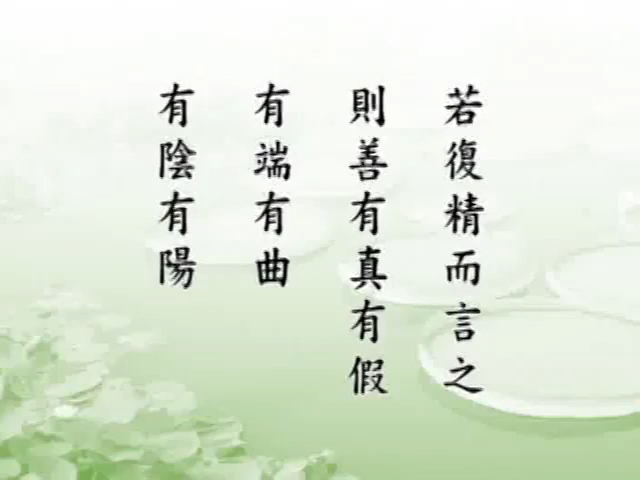 若復精而言之
則善有真有假
有端有曲
有陰有陽